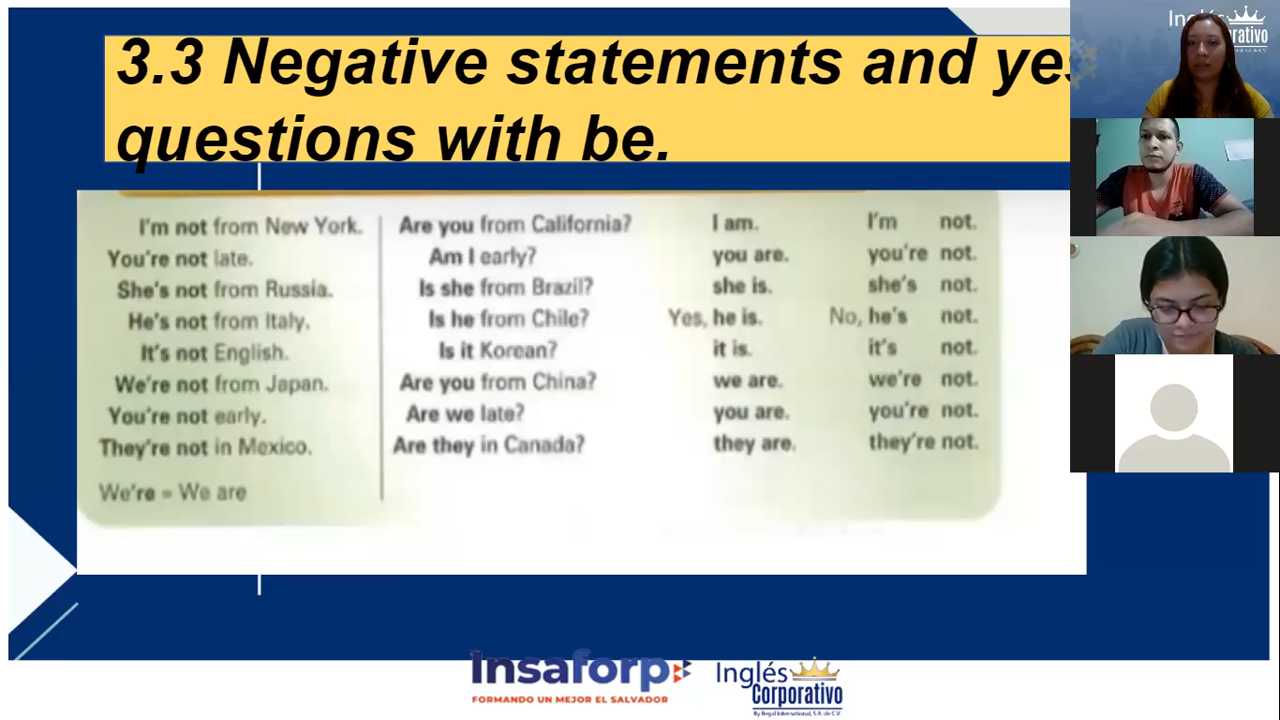 3.3 Negative statements and yes
questions with be.
I'm not from New York.
You're not late.
She's not from Russia.
He's not from Italy.
It's not English.
We're not from Japan.
You're not early.
They're not in Mexico.
We're = We are
Are you from California?
Am I early?
Is she from Brazil?
Is he from Chile?
Is it Korean?
Are you from China?
Are we late?
Are they in Canada?
I am.
you are.
she is.
Yes, he is.
it is.
we are.
you are.
they are.
I'm not.
you're not.
she's not.
No, he's not.
it's not.
we're not.
you're not.
they're not.
Insaforp
FORMANDO UN MEJOR EL SALVADOR
Inglés
Corporativo
By Regal International, S.A. de C.V.